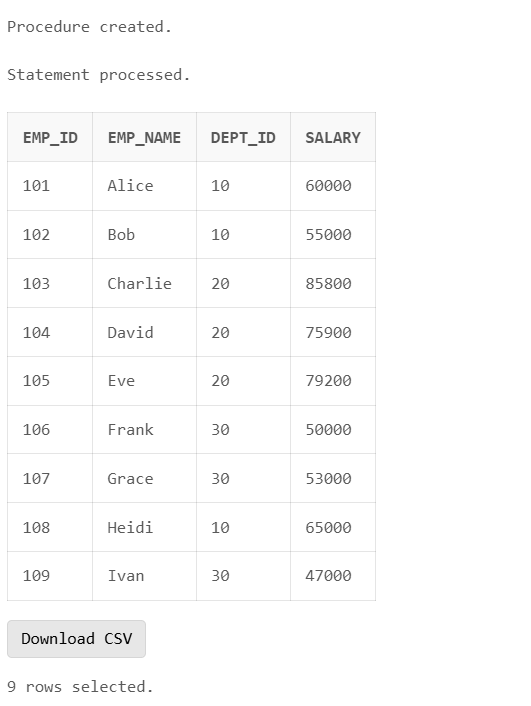 Procedure created.
Statement processed.
EMP_ID EMP_NAME DEPT_ID SALARY
101 Alice 10 60000
102 Bob 10 55000
103 Charlie 20 85800
104 David 20 75900
105 Eve 20 79200
106 Frank 30 50000
107 Grace 30 53000
108 Heidi 10 65000
109 Ivan 30 47000
Download CSV
9 rows selected.